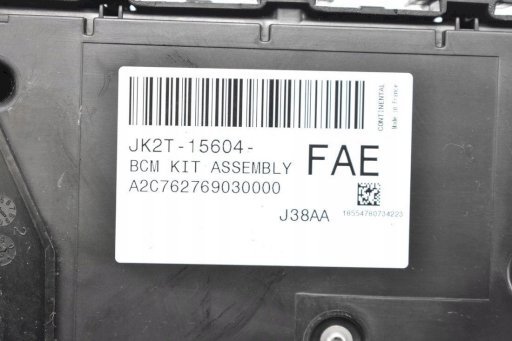 CONTINENTAL
Made in France
JK2T-15604-
BCM KIT ASSEMBLY
FAE
A2C762769030000
J38AA
18554780734223